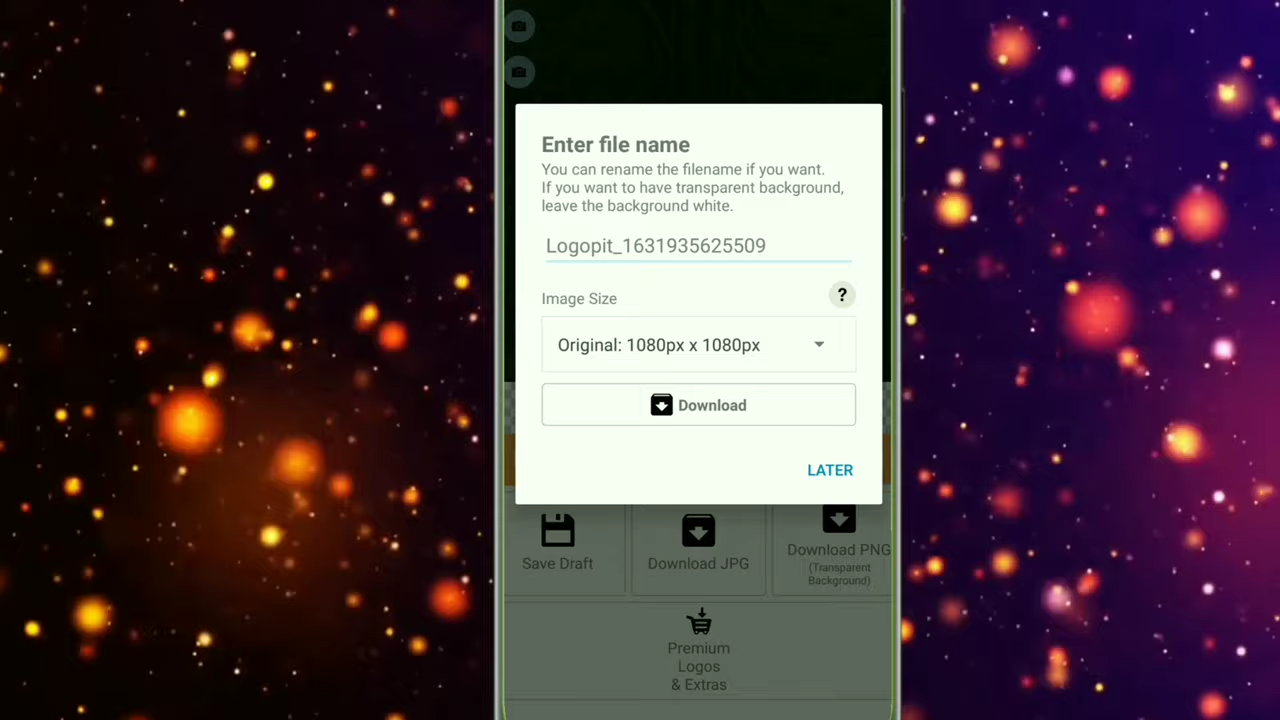 Enter file name
You can rename the filename if you want.
If you want to have transparent background,
leave the background white.
Logopit_1631935625509
Image Size
?
Original: 1080px x 1080px
Download
LATER
Save Draft
Download JPG
Download PNG
(Transparent
Background)
Premium
Logos
& Extras